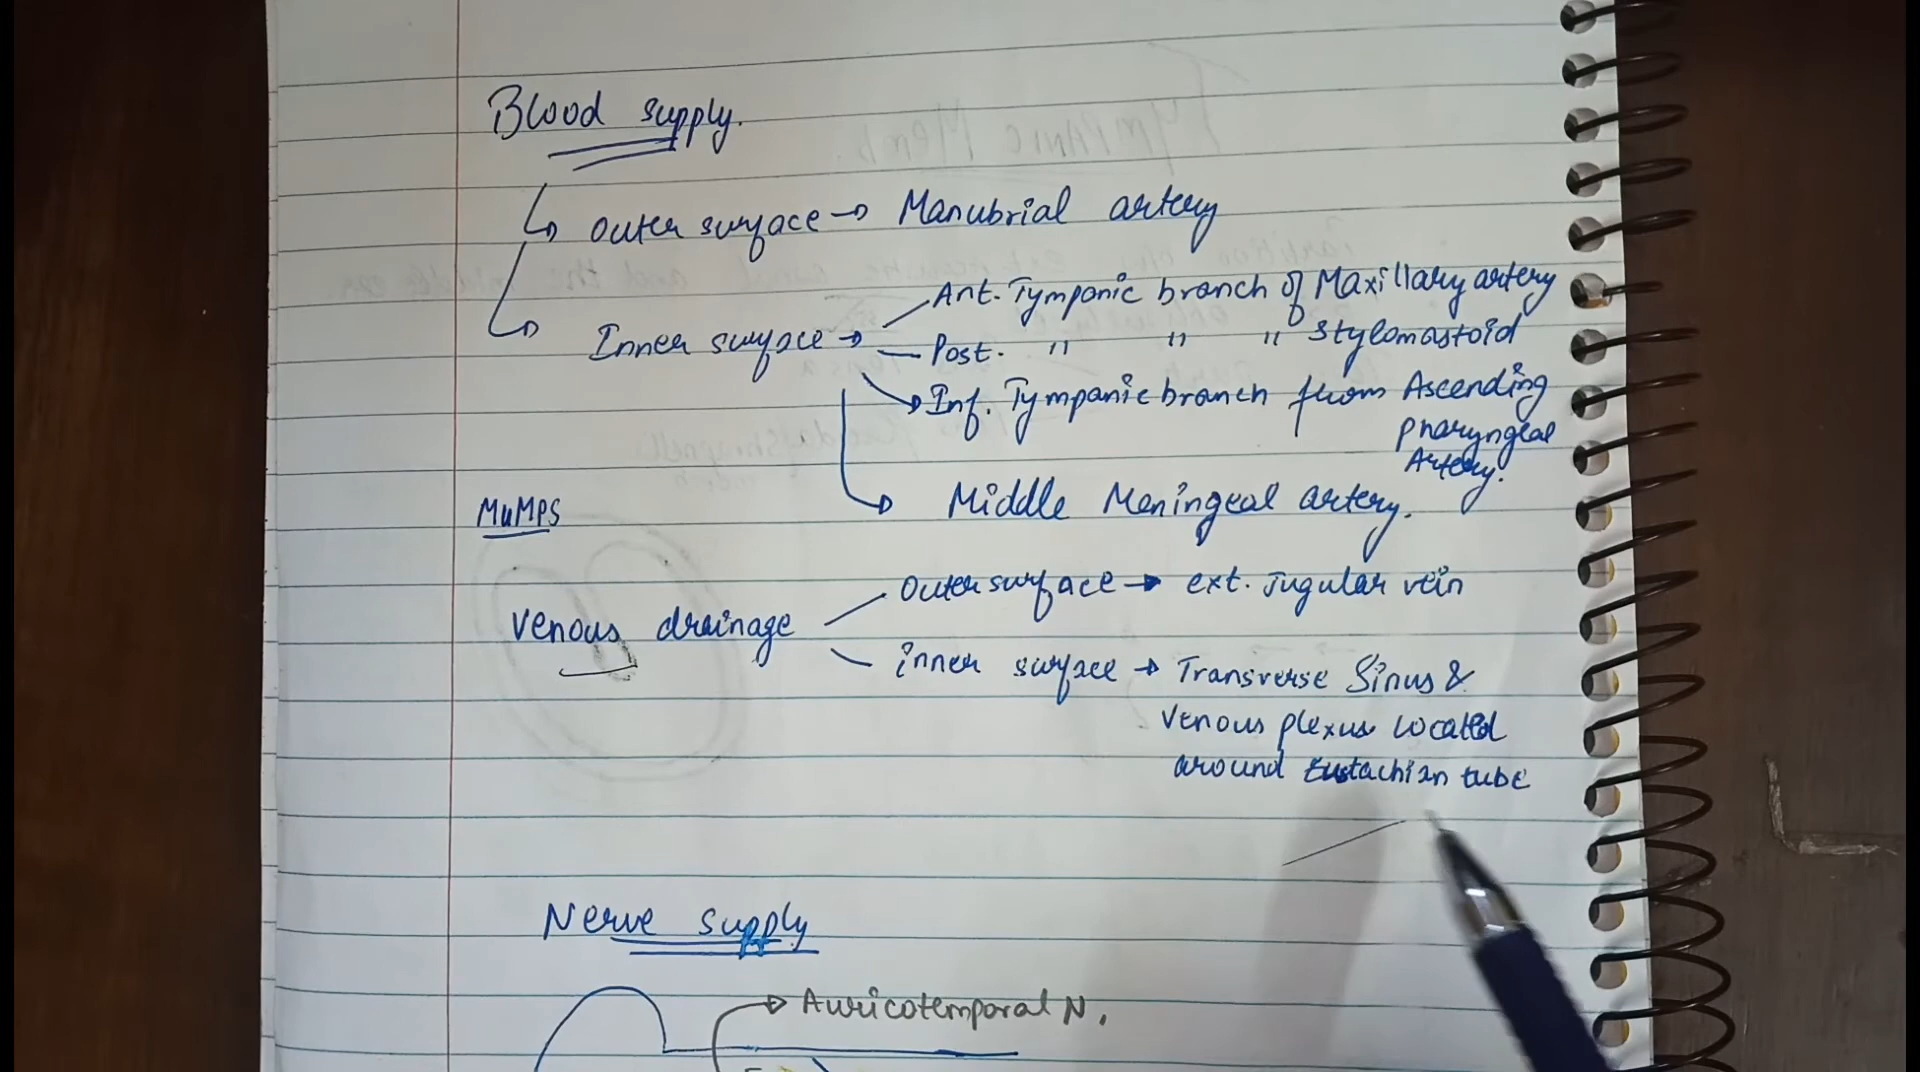 Blood supply.
↳ outer surface → Manubrial artery
↳ Inner surface → Ant. Tympanic branch of Maxillary artery
Post. " " " Stylomastoid
Inf. Tympanic branch from Ascending
pharyngeal
Artery.
Middle Meningeal artery.
MuMPS
Venous drainage
outer surface → ext. Jugular vein
inner surface → Transverse Sinus &
Venous plexus located
around Eustachian tube
Nerve supply
→ Auricotemporal N.